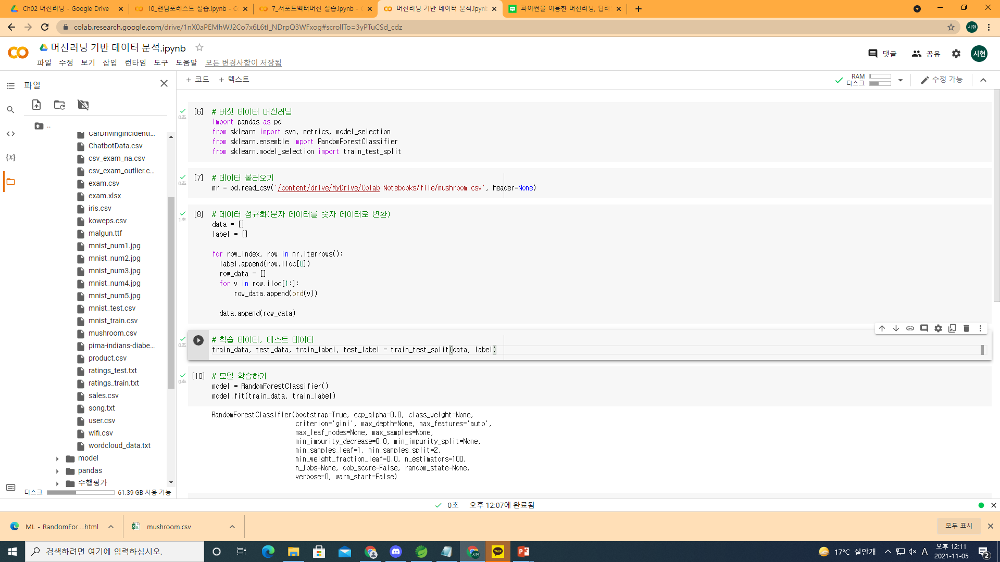 Ch02 머신러닝 - Google Drive
10_랜덤포레스트 실습.ipynb - C
7_서포트벡터머신 실습.ipynb - C
머신러닝 기반 데이터 분석.ipynb
파이썬을 이용한 머신러닝, 딥러
colab.research.google.com/drive/1nX0aPEMhWJ2Co7x6L6tI_NDrpQ3WFxog#scrollTo=3yPTuCSd_cdz
시현
머신러닝 기반 데이터 분석.ipynb
파일 수정 보기 삽입 런타임 도구 도움말 모든 변경사항이 저장됨
댓글 공유 시현
파일
+ 코드 + 텍스트
RAM
디스크
수정 가능
..
CarDrivingIncidenti...
ChatbotData.csv
csv_exam_na.csv
csv_exam_outlier.c...
exam.csv
exam.xlsx
iris.csv
koweps.csv
malgun.ttf
mnist_num1.jpg
mnist_num2.jpg
mnist_num3.jpg
mnist_num4.jpg
mnist_num5.jpg
mnist_test.csv
mnist_train.csv
mushroom.csv
pima-indians-diabe...
product.csv
ratings_test.txt
ratings_train.txt
sales.csv
song.txt
user.csv
wifi.csv
wordcloud_data.txt
model
pandas
수행평가
디스크 61.39 GB 사용 가능
0초
[6] # 버섯 데이터 머신러닝
import pandas as pd
from sklearn import svm, metrics, model_selection
from sklearn.ensemble import RandomForestClassifier
from sklearn.model_selection import train_test_split
0초
[7] # 데이터 불러오기
mr = pd.read_csv('/content/drive/MyDrive/Colab Notebooks/file/mushroom.csv', header=None)
1초
[8] # 데이터 정규화(문자 데이터를 숫자 데이터로 변환)
data = []
label = []
for row_index, row in mr.iterrows():
label.append(row.iloc[0])
row_data = []
for v in row.iloc[1:]:
row_data.append(ord(v))
data.append(row_data)
0초
# 학습 데이터, 테스트 데이터
train_data, test_data, train_label, test_label = train_test_split(data, label)
0초
[10] # 모델 학습하기
model = RandomForestClassifier()
model.fit(train_data, train_label)
RandomForestClassifier(bootstrap=True, ccp_alpha=0.0, class_weight=None,
criterion='gini', max_depth=None, max_features='auto',
max_leaf_nodes=None, max_samples=None,
min_impurity_decrease=0.0, min_impurity_split=None,
min_samples_leaf=1, min_samples_split=2,
min_weight_fraction_leaf=0.0, n_estimators=100,
n_jobs=None, oob_score=False, random_state=None,
verbose=0, warm_start=False)
0초 오후 12:07에 완료됨
ML - RandomFor....html
mushroom.csv
모두 표시
검색하려면 여기에 입력하십시오.
시현
TALK
17°C 실안개
A
오후 12:11
2021-11-05
2